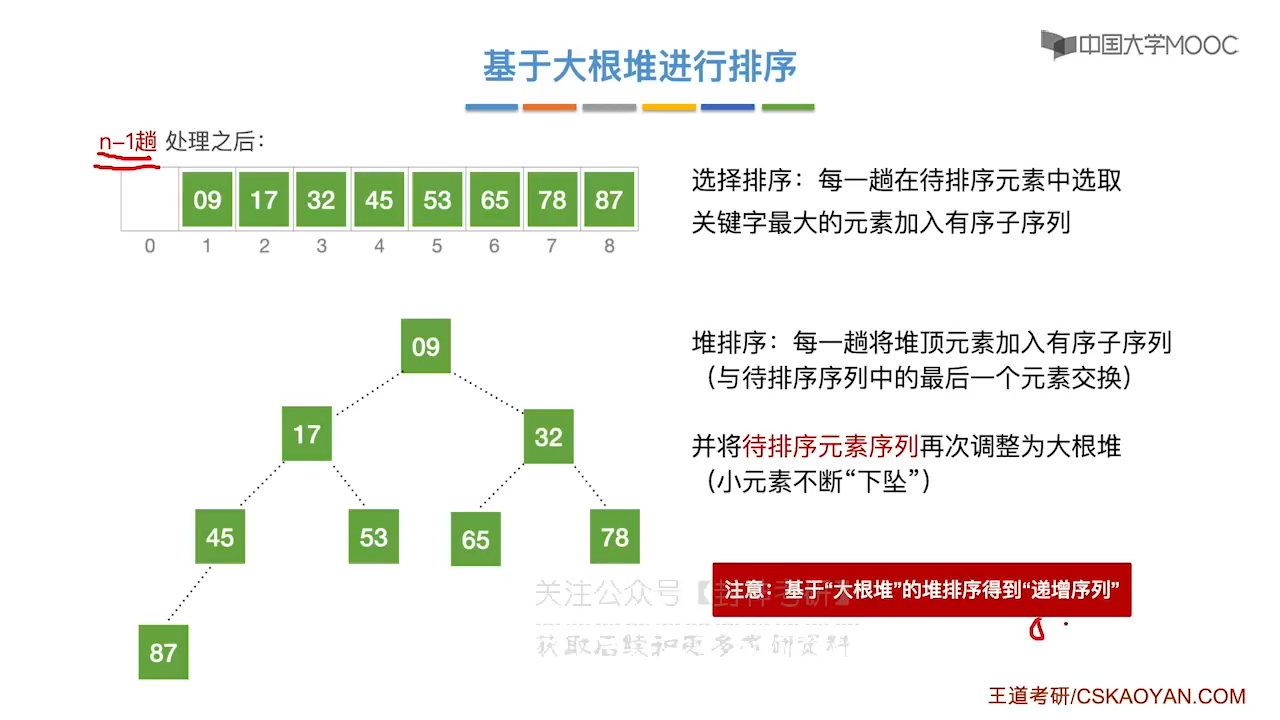 中国大学MOOC
基于大根堆进行排序
n-1趟 处理之后：
09 17 32 45 53 65 78 87
0 1 2 3 4 5 6 7 8
选择排序：每一趟在待排序元素中选取
关键字最大的元素加入有序子序列
堆排序：每一趟将堆顶元素加入有序子序列
（与待排序序列中的最后一个元素交换）
并将待排序元素序列再次调整为大根堆
（小元素不断“下坠”）
09
17 32
45 53 65 78
87
注意：基于“大根堆”的堆排序得到“递增序列”
关注公众号【封神考研】
获取后续和更多考研资料
王道考研/CSKAOYAN.COM